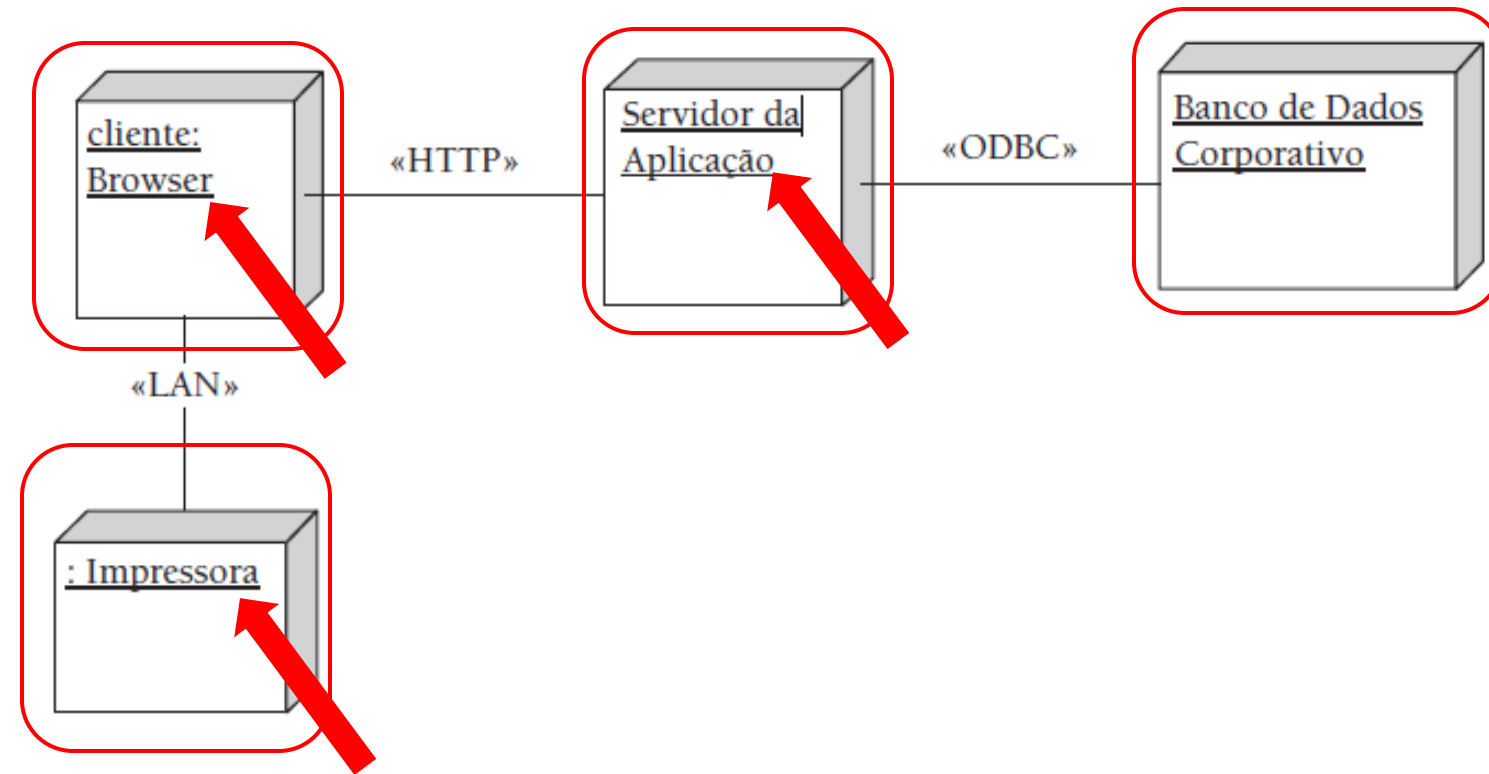 cliente:
Browser
«HTTP»
Servidor da
Aplicação
«ODBC»
Banco de Dados
Corporativo
«LAN»
: Impressora